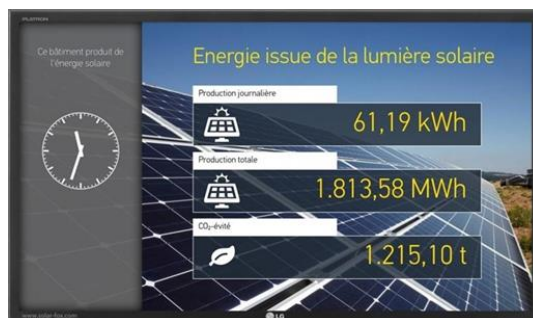 Ce bâtiment produit de
l'énergie solaire
Energie issue de la lumière solaire
Production journalière
61,19 kWh
Production totale
1.813,58 MWh
CO₂-évité
1.215,10 t
www.solar-fox.com
LG